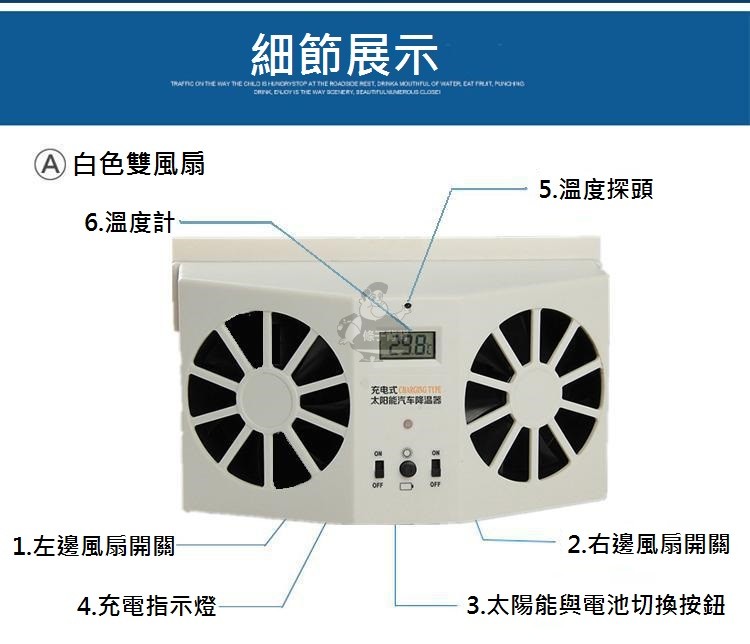 細節展示
TRAFFIC ON THE WAY THE CHILD IS HUNGRYSTOP AT THE ROADSIDE REST, DRINKA MOUTHFUL OF WATER, EAT FRUIT, PUNCHING
DRINK, ENJOY IS THE WAY SCENERY, BEAUTIFULNUMEROUS CLOSE!
A 白色雙風扇
5.溫度探頭
6.溫度計
29.8c
充电式 CHARGING TYPE
太阳能汽车降温器
ON ON
OFF OFF
1.左邊風扇開關
2.右邊風扇開關
4.充電指示燈
3.太陽能與電池切換按鈕